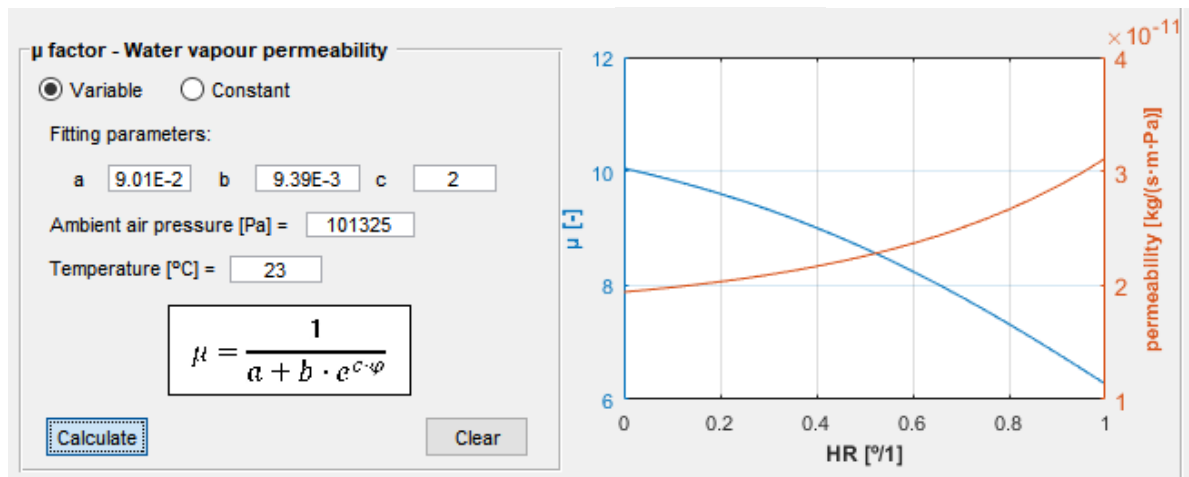 µ factor - Water vapour permeability
Variable Constant
Fitting parameters:
a 9.01E-2 b 9.39E-3 c 2
Ambient air pressure [Pa] = 101325
Temperature [ºC] = 23
μ = 1 / (a + b · e^(c·φ))
Calculate Clear
12
10
8
6
µ [-]
0 0.2 0.4 0.6 0.8 1
HR [º/1]
×10^-11
4
3
2
1
permeability [kg/(s·m·Pa)]